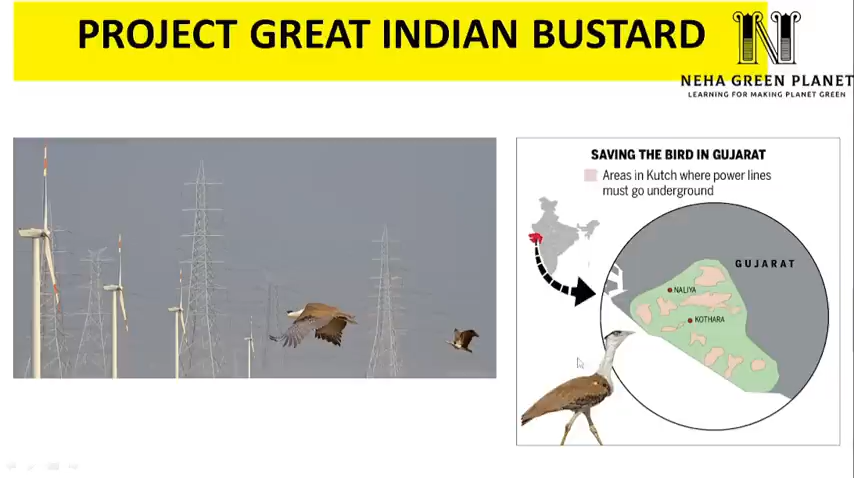 PROJECT GREAT INDIAN BUSTARD
N
NEHA GREEN PLANET
LEARNING FOR MAKING PLANET GREEN
SAVING THE BIRD IN GUJARAT
Areas in Kutch where power lines
must go underground
GUJARAT
NALIYA
KOTHARA